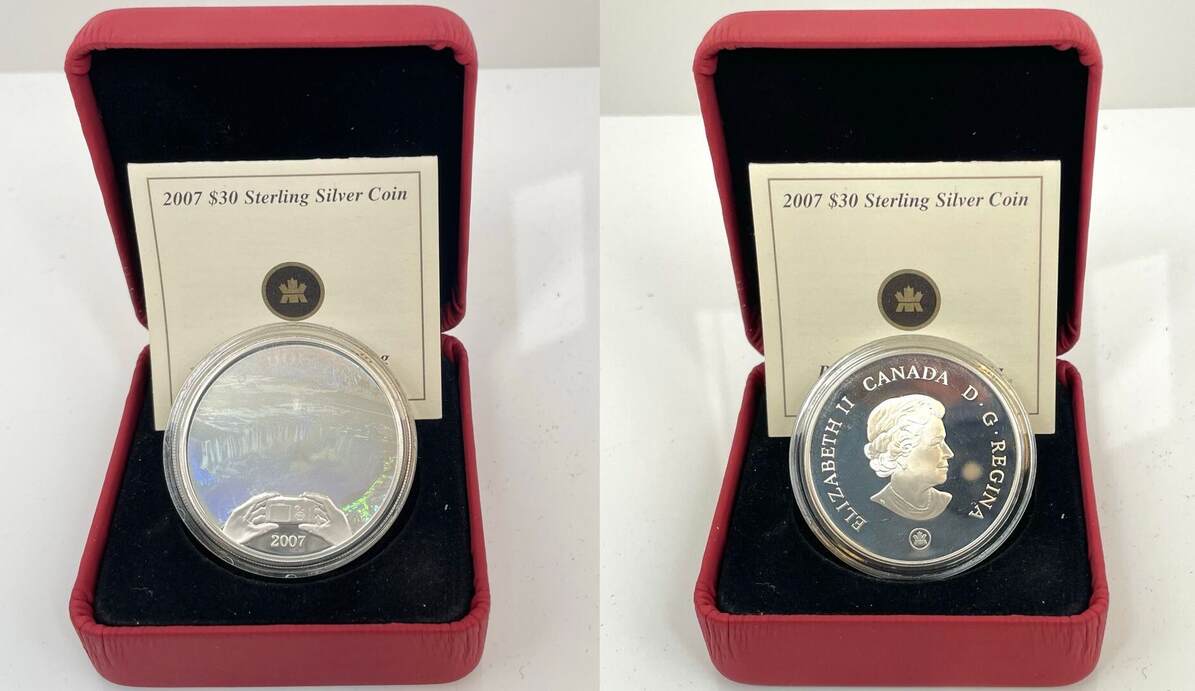 2007 $30 Sterling Silver Coin
2007
2007 $30 Sterling Silver Coin
ELIZABETH II CANADA D·G·REGINA